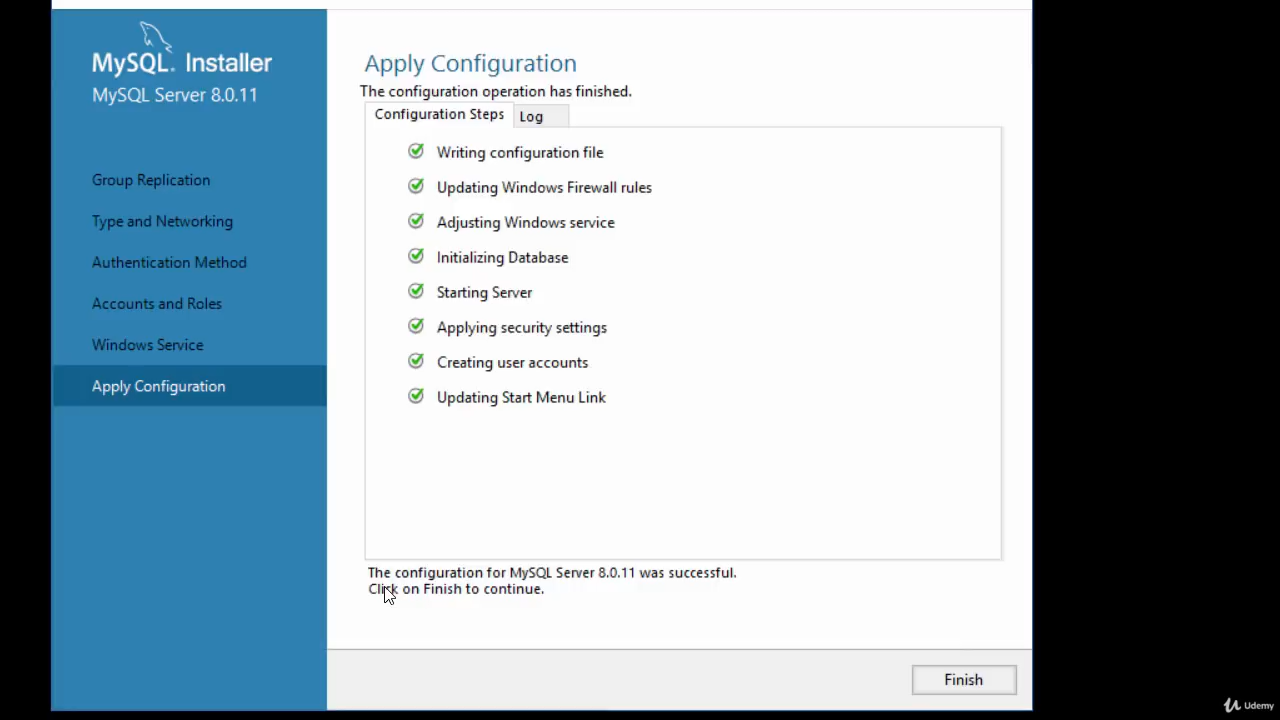 MySQL. Installer
MySQL Server 8.0.11
Group Replication
Type and Networking
Authentication Method
Accounts and Roles
Windows Service
Apply Configuration
Apply Configuration
The configuration operation has finished.
Configuration Steps
Log
Writing configuration file
Updating Windows Firewall rules
Adjusting Windows service
Initializing Database
Starting Server
Applying security settings
Creating user accounts
Updating Start Menu Link
The configuration for MySQL Server 8.0.11 was successful.
Click on Finish to continue.
Finish
Udemy